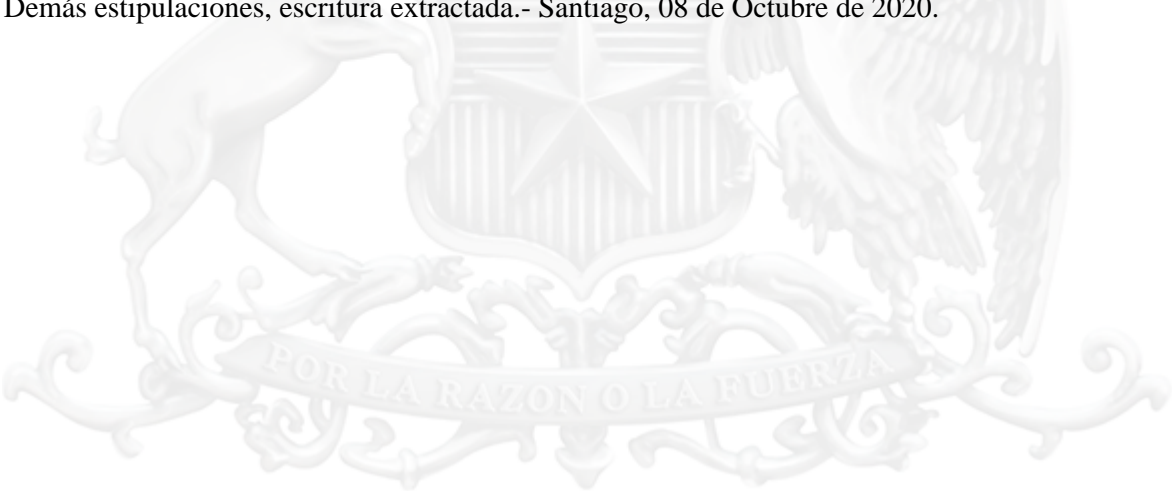 Demás estipulaciones, escritura extractada.- Santiago, 08 de Octubre de 2020.
POR LA RAZON O LA FUERZA